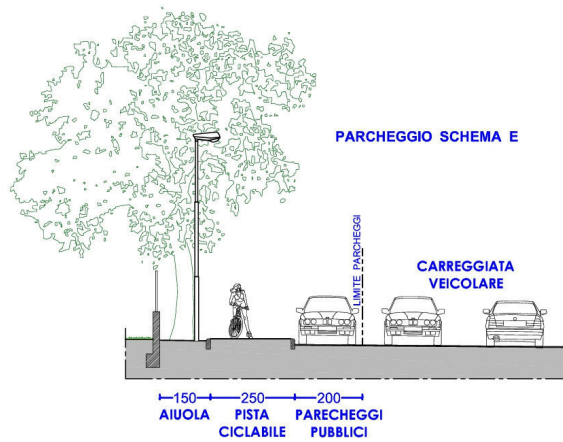 PARCHEGGIO SCHEMA E
LIMITE PARCHEGGI
CARREGGIATA
VEICOLARE
150 250 200
AIUOLA PISTA PARECHEGGI
CICLABILE PUBBLICI